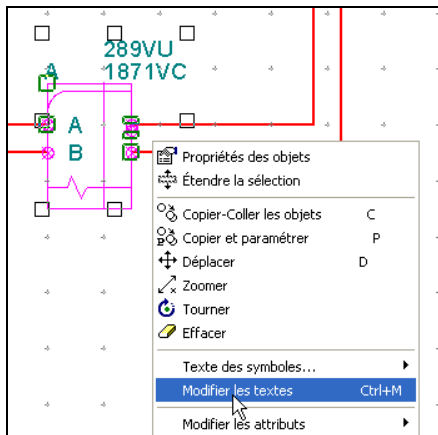 289VU
A
1871VC
A
B
Propriétés des objets
Étendre la sélection
Copier-Coller les objets C
Copier et paramétrer P
Déplacer D
Zoomer
Tourner
Effacer
Texte des symboles...
Modifier les textes Ctrl+M
Modifier les attributs